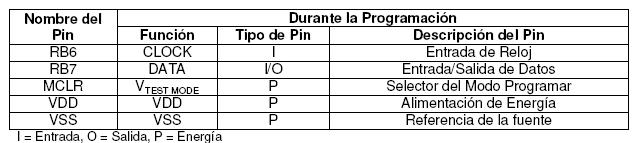 Nombre del Pin Durante la Programación
Función Tipo de Pin Descripción del Pin
RB6 CLOCK I Entrada de Reloj
RB7 DATA I/O Entrada/Salida de Datos
MCLR VTEST MODE P Selector del Modo Programar
VDD VDD P Alimentación de Energía
VSS VSS P Referencia de la fuente
I = Entrada, O = Salida, P = Energía